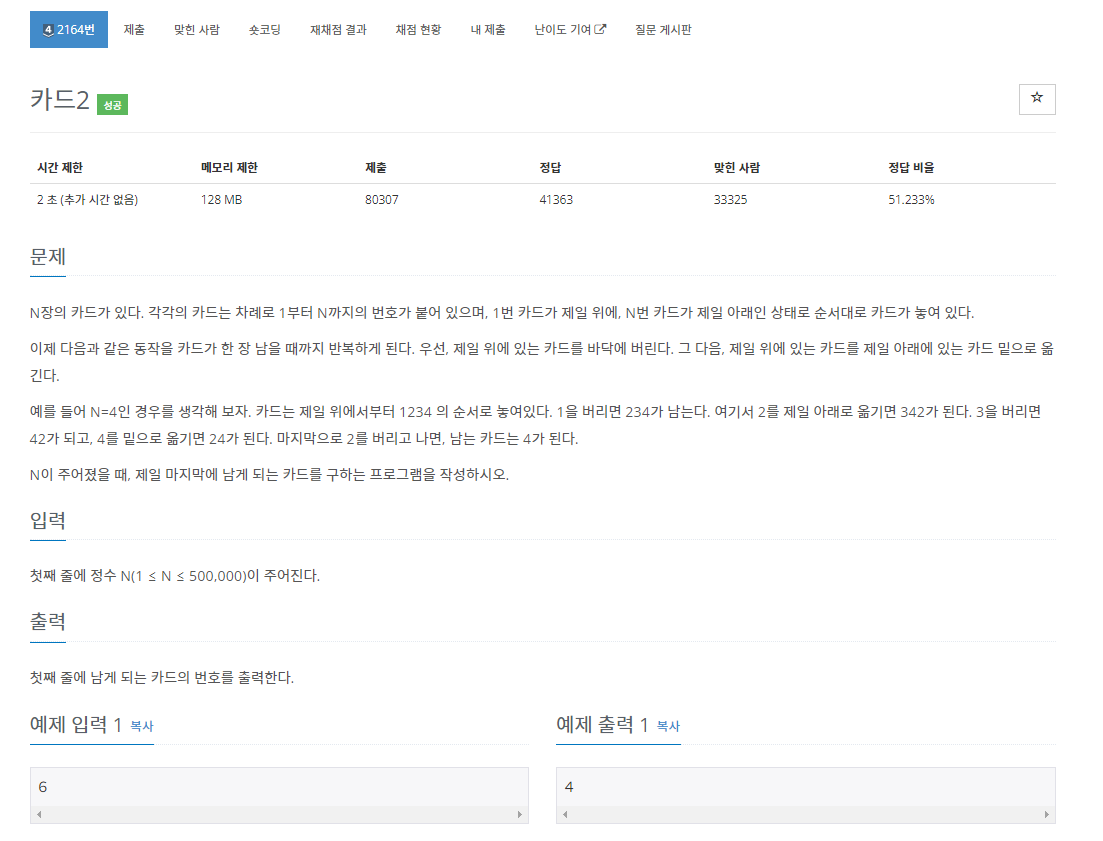 4 2164번 제출 맞힌 사람 숏코딩 재채점 결과 채점 현황 내 제출 난이도 기여 질문 게시판
카드2 성공
시간 제한 메모리 제한 제출 정답 맞힌 사람 정답 비율
2 초 (추가 시간 없음) 128 MB 80307 41363 33325 51.233%
문제
N장의 카드가 있다. 각각의 카드는 차례로 1부터 N까지의 번호가 붙어 있으며, 1번 카드가 제일 위에, N번 카드가 제일 아래인 상태로 순서대로 카드가 놓여 있다.
이제 다음과 같은 동작을 카드가 한 장 남을 때까지 반복하게 된다. 우선, 제일 위에 있는 카드를 바닥에 버린다. 그 다음, 제일 위에 있는 카드를 제일 아래에 있는 카드 밑으로 옮
긴다.
예를 들어 N=4인 경우를 생각해 보자. 카드는 제일 위에서부터 1234 의 순서로 놓여있다. 1을 버리면 234가 남는다. 여기서 2를 제일 아래로 옮기면 342가 된다. 3을 버리면
42가 되고, 4를 밑으로 옮기면 24가 된다. 마지막으로 2를 버리고 나면, 남는 카드는 4가 된다.
N이 주어졌을 때, 제일 마지막에 남게 되는 카드를 구하는 프로그램을 작성하시오.
입력
첫째 줄에 정수 N(1 ≤ N ≤ 500,000)이 주어진다.
출력
첫째 줄에 남게 되는 카드의 번호를 출력한다.
예제 입력 1 복사 예제 출력 1 복사
6 4